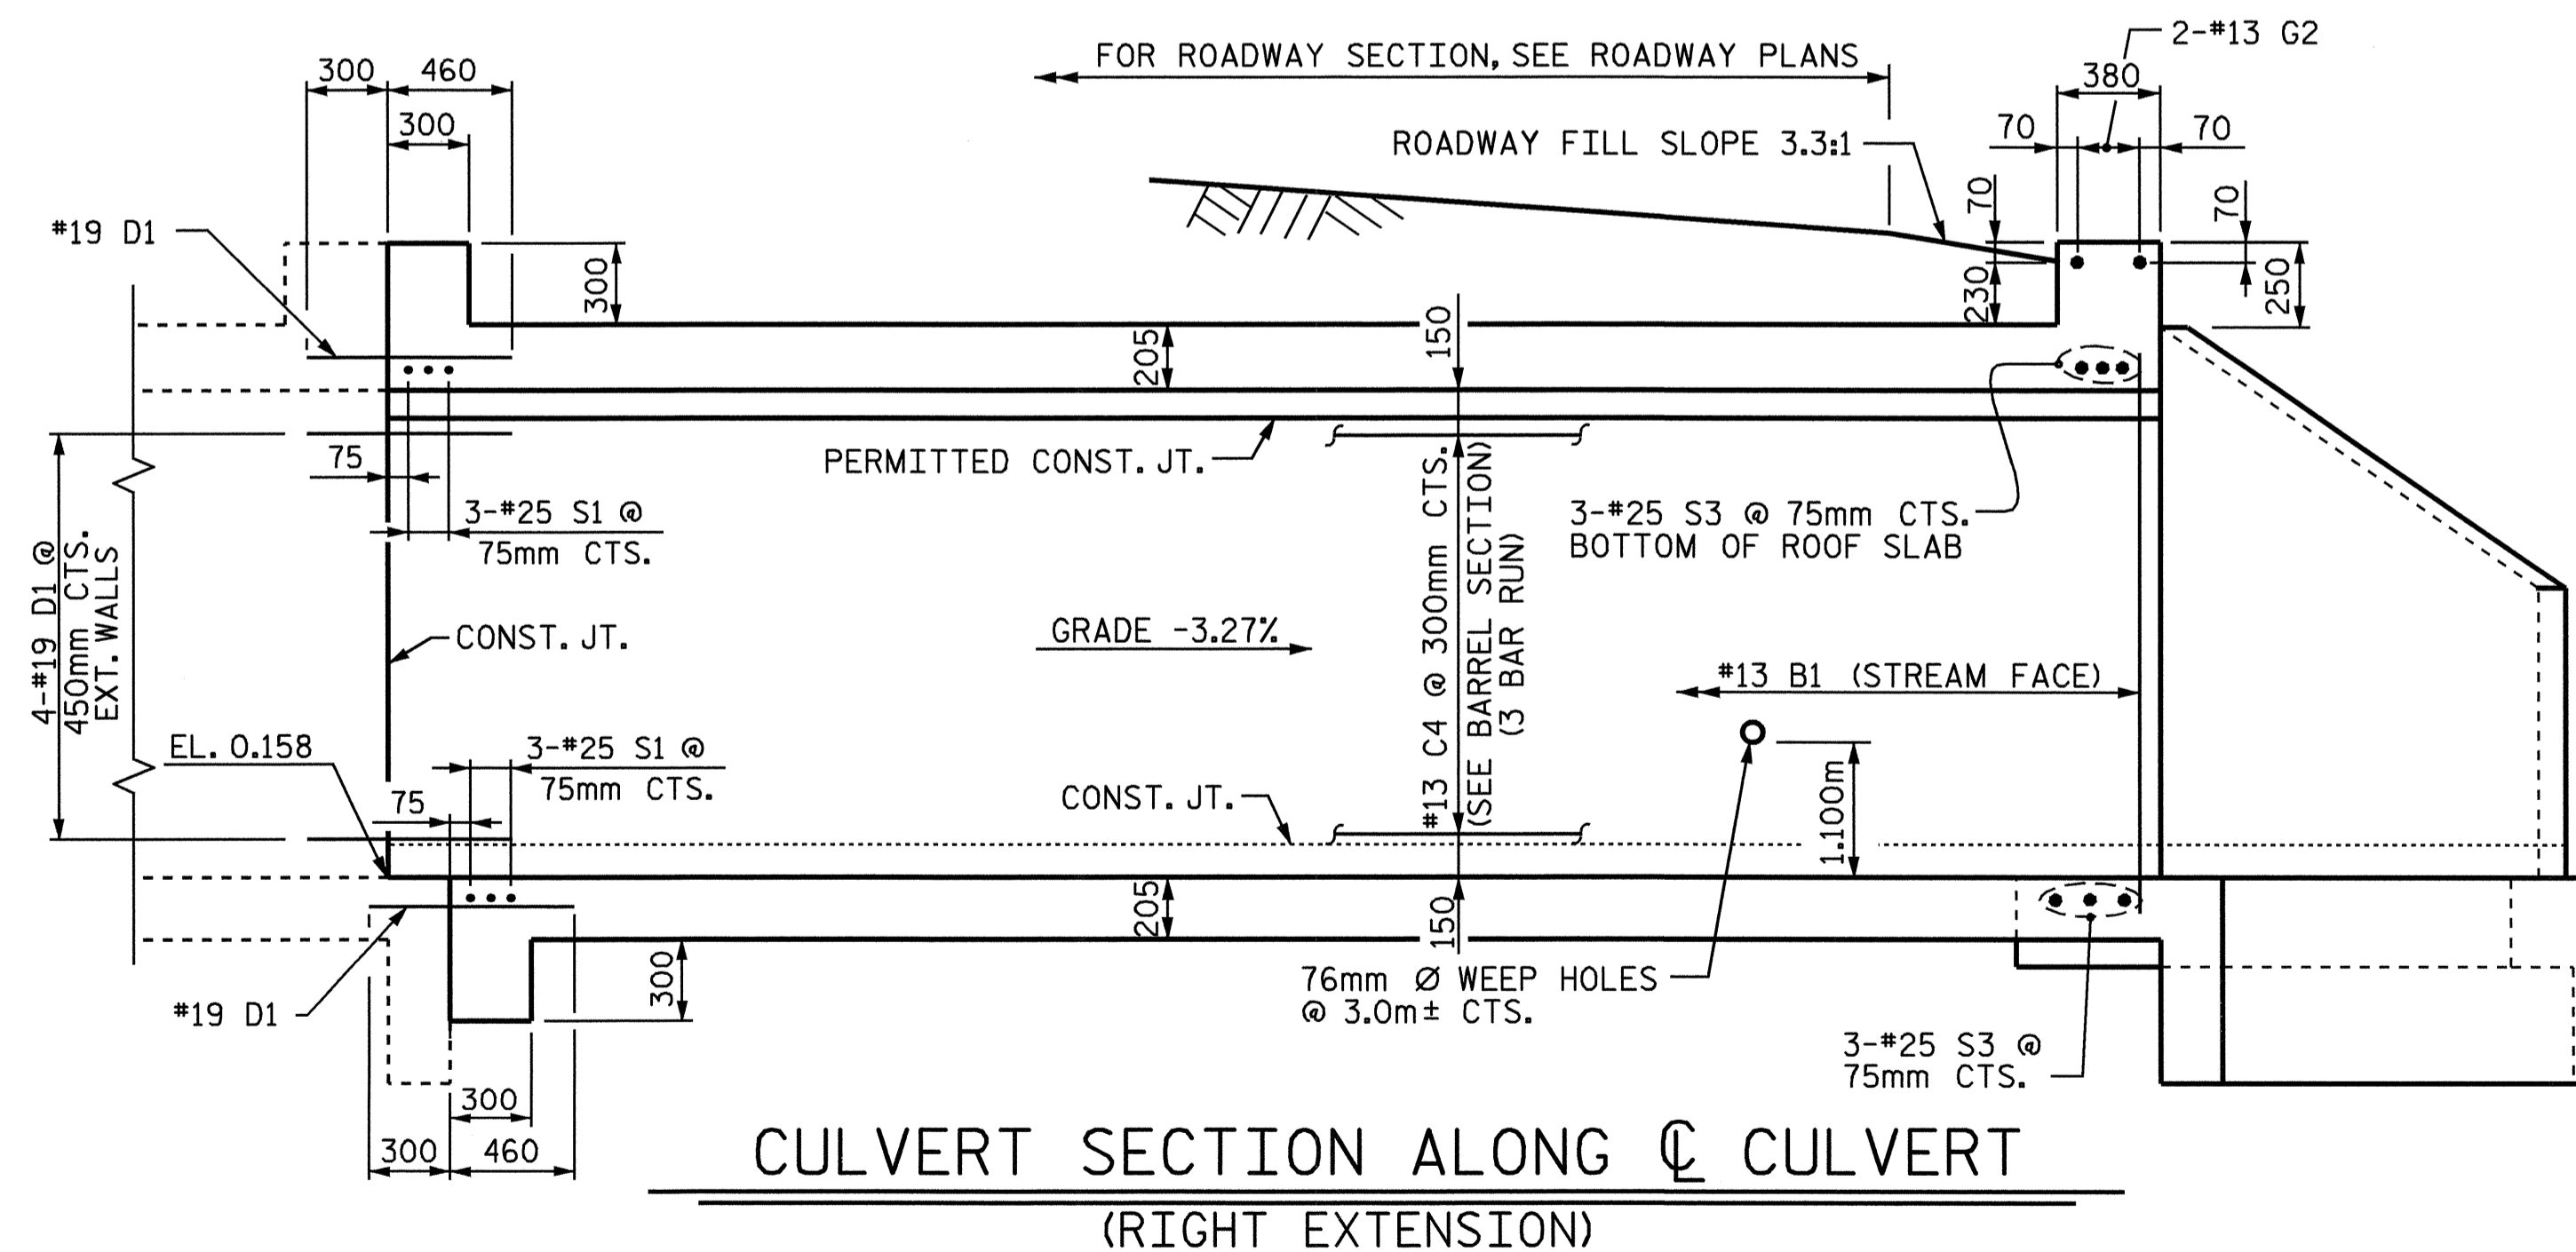 2-#13 G2
FOR ROADWAY SECTION, SEE ROADWAY PLANS
300 460
380
300
70 70
ROADWAY FILL SLOPE 3.3:1
70
70
#19 D1
300
230
250
150
205
75
PERMITTED CONST. JT.
3-#25 S1 @
75mm CTS.
3-#25 S3 @ 75mm CTS.
BOTTOM OF ROOF SLAB
4-#19 D1 @
450mm CTS.
EXT. WALLS
CONST. JT.
GRADE -3.27%
#13 C4 @ 300mm CTS.
(SEE BARREL SECTION)
(3 BAR RUN)
#13 B1 (STREAM FACE)
EL. 0.158
3-#25 S1 @
75mm CTS.
75
CONST. JT.
1.100m
205
150
300
76mm Ø WEEP HOLES
@ 3.0m± CTS.
#19 D1
3-#25 S3 @
75mm CTS.
300
300 460
CULVERT SECTION ALONG ℄ CULVERT
(RIGHT EXTENSION)